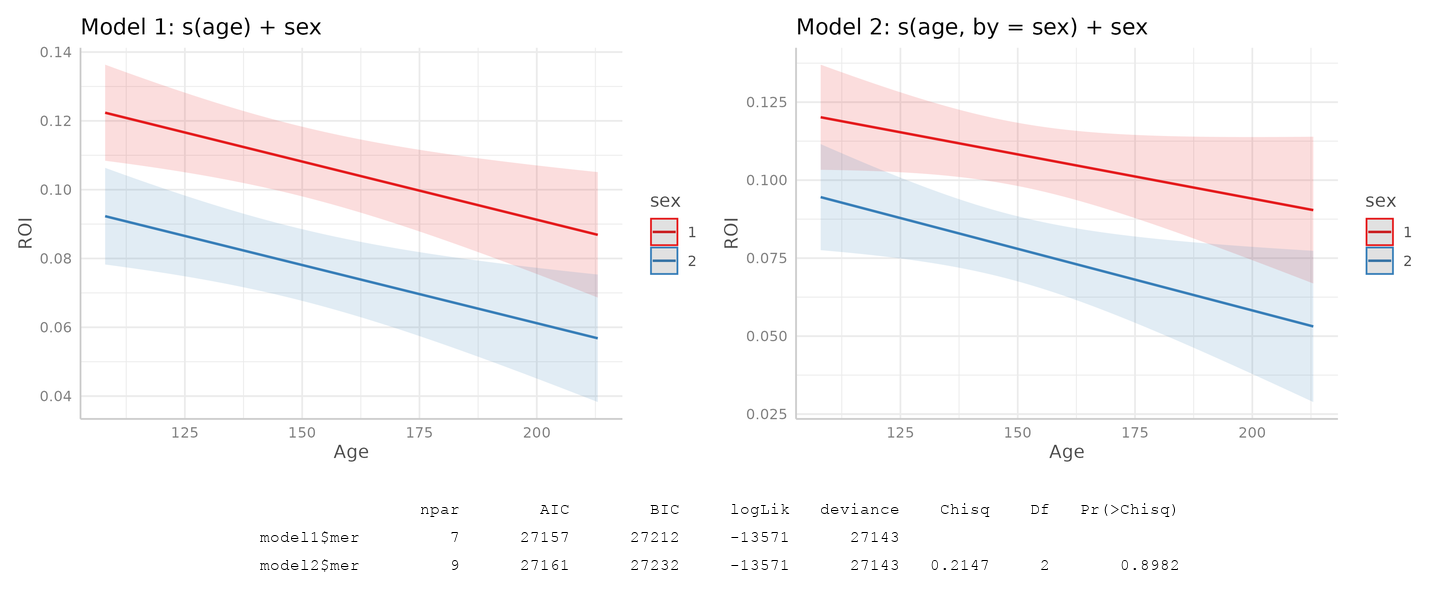 Model 1: s(age) + sex
0.14
0.12
0.10
0.08
0.06
0.04
ROI
125 150 175 200
Age
sex
1
2
Model 2: s(age, by = sex) + sex
0.125
0.100
0.075
0.050
0.025
ROI
125 150 175 200
Age
sex
1
2
npar AIC BIC logLik deviance Chisq Df Pr(>Chisq)
model1$mer 7 27157 27212 -13571 27143
model2$mer 9 27161 27232 -13571 27143 0.2147 2 0.8982